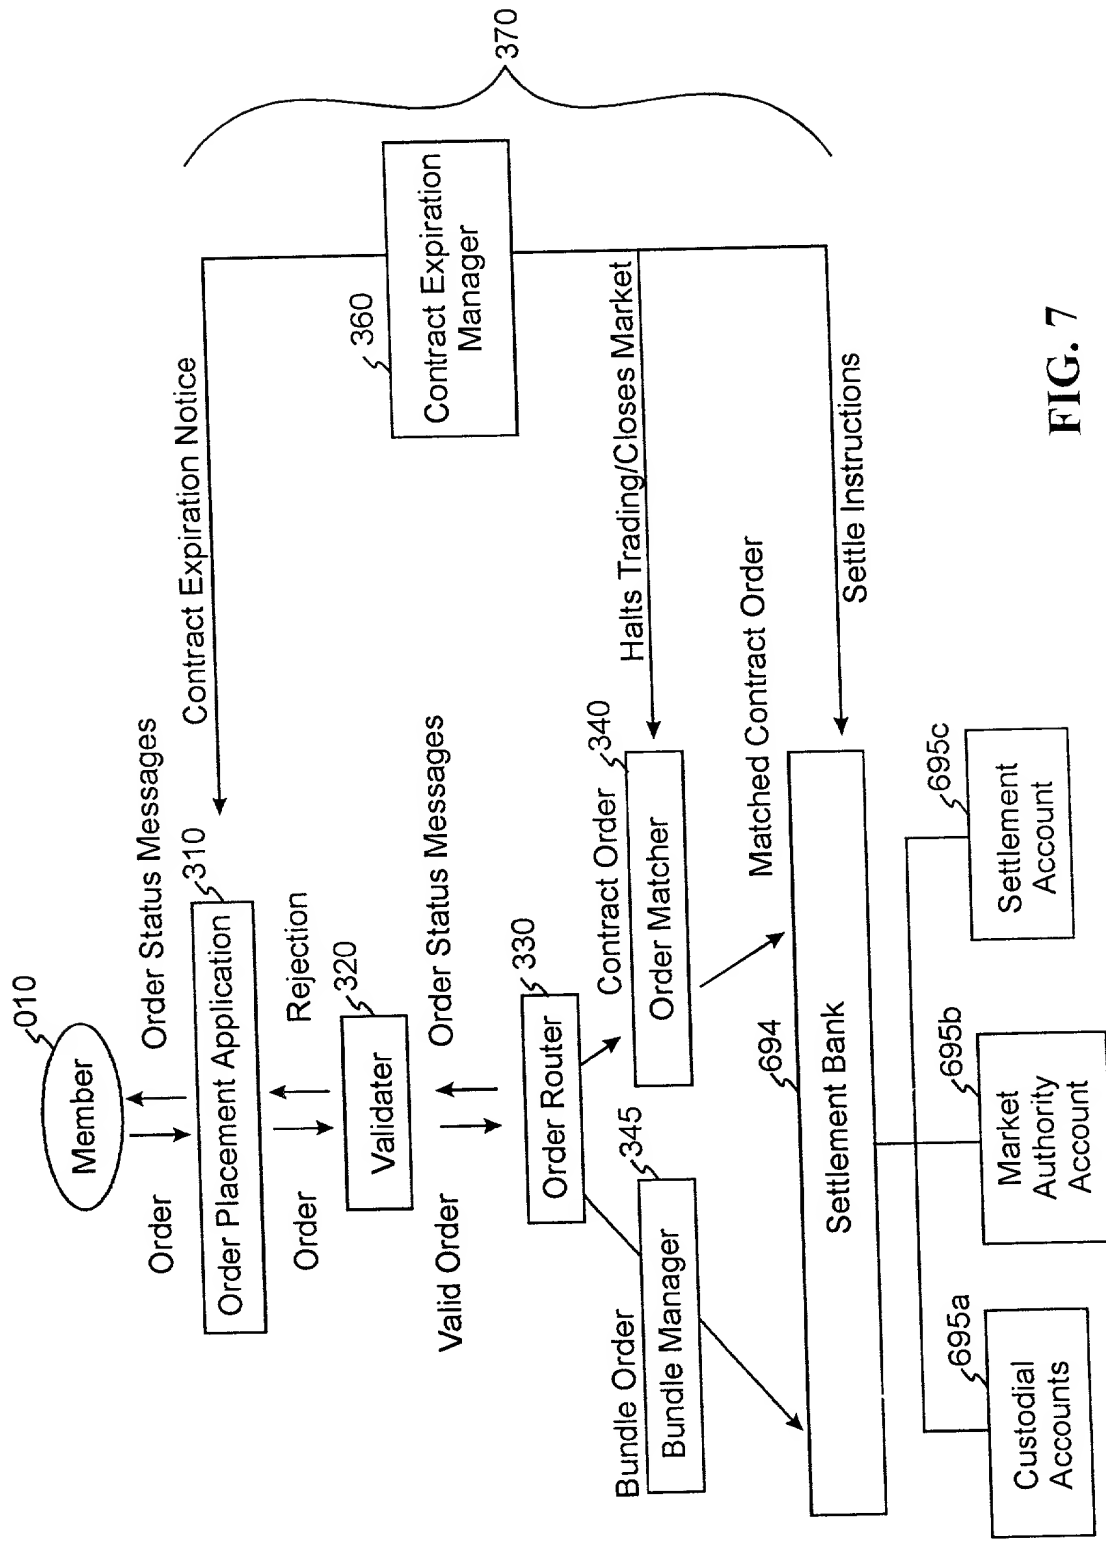 010
Member
Order
Order Status Messages
310
Order Placement Application
Contract Expiration Notice
Order
Rejection
320
Validater
360
Contract Expiration
Manager
370
Valid Order
Order Status Messages
330
Order Router
Bundle Order
345
Bundle Manager
Contract Order
340
Order Matcher
Halts Trading/Closes Market
Matched Contract Order
694
Settlement Bank
Settle Instructions
695a
Custodial
Accounts
695b
Market
Authority
Account
695c
Settlement
Account
FIG. 7